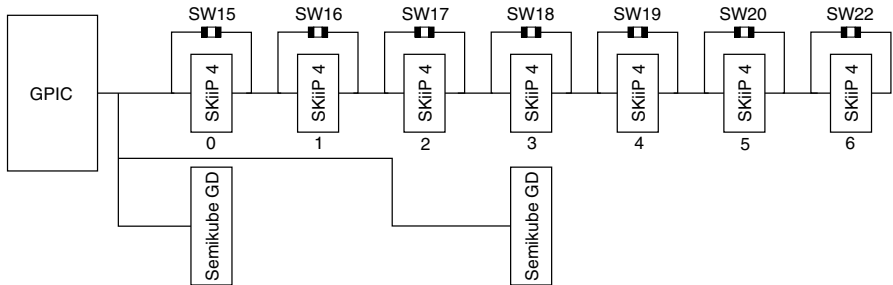 SW15 SW16 SW17 SW18 SW19 SW20 SW22
GPIC
SKiiP 4 SKiiP 4 SKiiP 4 SKiiP 4 SKiiP 4 SKiiP 4 SKiiP 4
0 1 2 3 4 5 6
Semikube GD Semikube GD